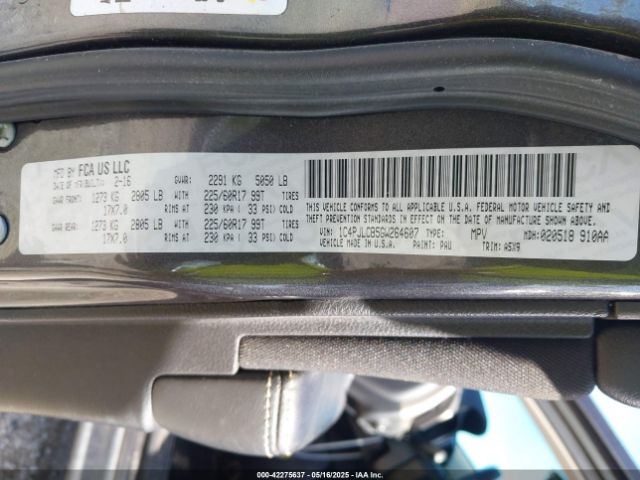 MFD BY FCA US LLC
DATE OF MFR 2-16 GVWR: 2291 KG 5050 LB
GAWR FRONT: 1273 KG 2805 LB WITH 225/60R17 99T TIRES
17X7.0 RIMS AT 230 KPA ( 33 PSI) COLD
GAWR REAR: 1273 KG 2805 LB WITH 225/60R17 99T TIRES
17X7.0 RIMS AT 230 KPA ( 33 PSI) COLD
THIS VEHICLE CONFORMS TO ALL APPLICABLE U.S.A. FEDERAL MOTOR VEHICLE SAFETY AND
THEFT PREVENTION STANDARDS IN EFFECT ON THE DATE OF MANUFACTURE SHOWN ABOVE.
VIN: 1C4PJLCB5GW264607 TYPE: MPV MDH: 020518 910AA
MADE IN U.S.A. PAINT: PAU TRIM: A5X9
000-42275637 - 05/16/2025 - IAAI.COM